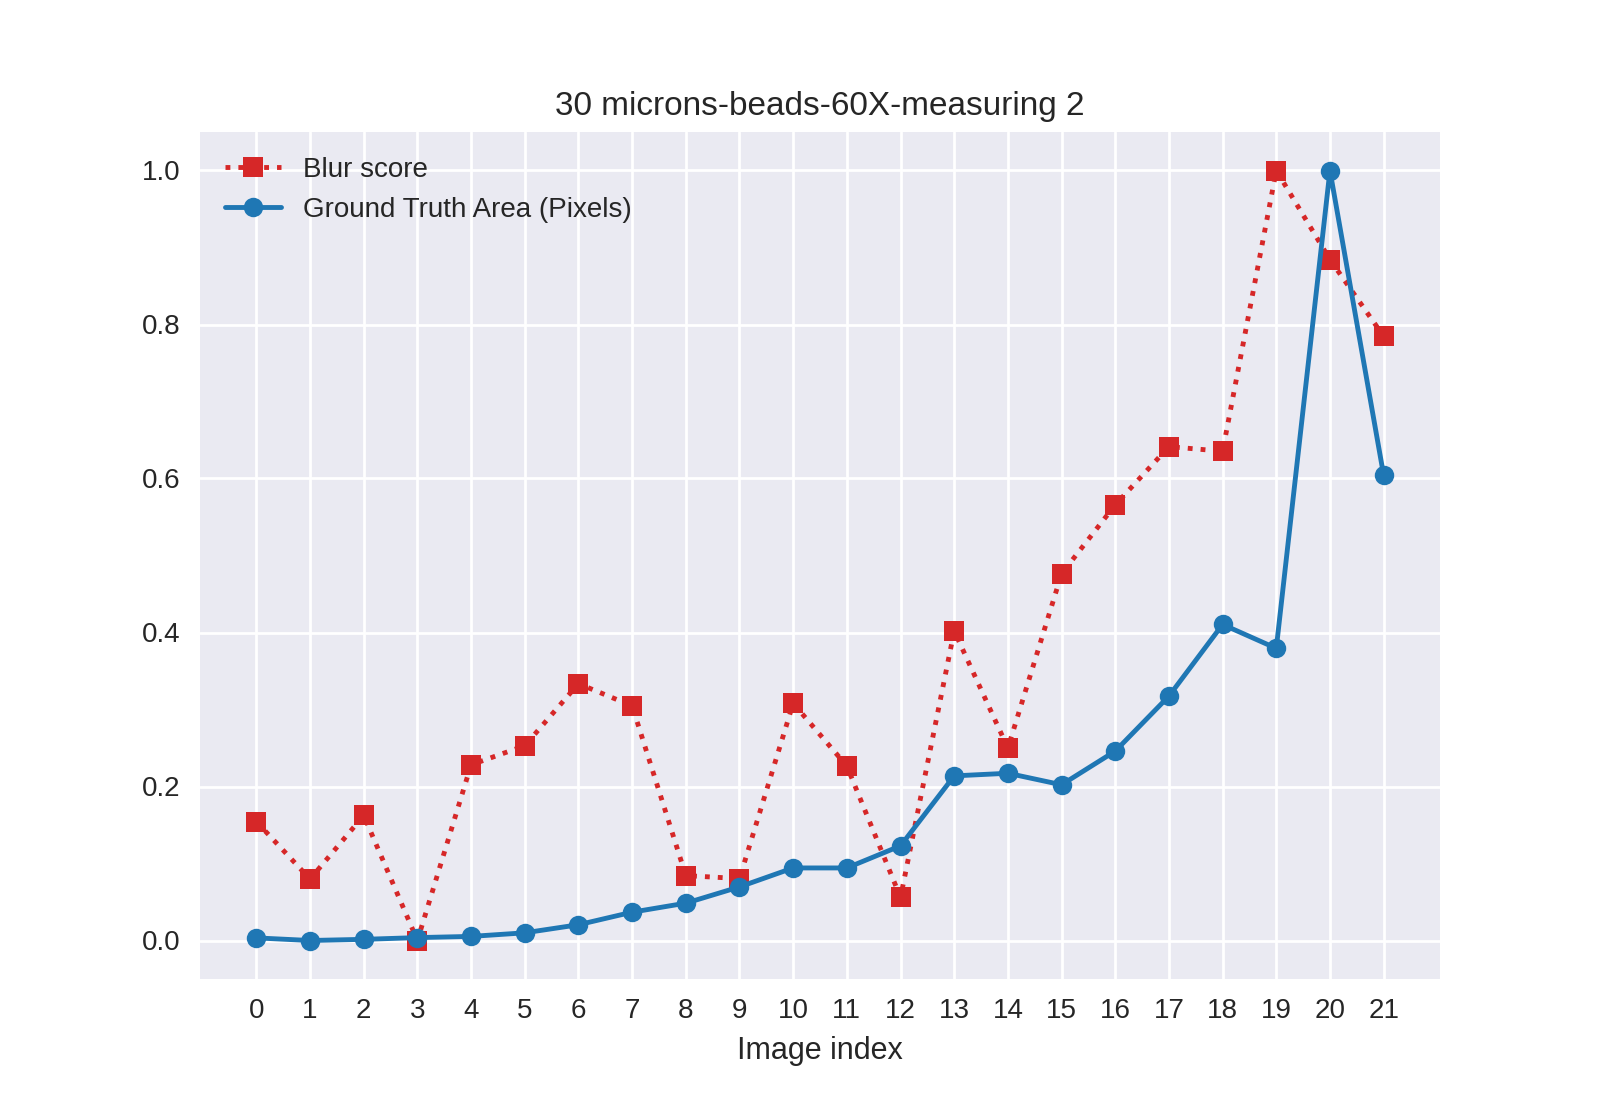 30 microns-beads-60X-measuring 2
Blur score
Ground Truth Area (Pixels)
1.0
0.8
0.6
0.4
0.2
0.0
0 1 2 3 4 5 6 7 8 9 10 11 12 13 14 15 16 17 18 19 20 21
Image index